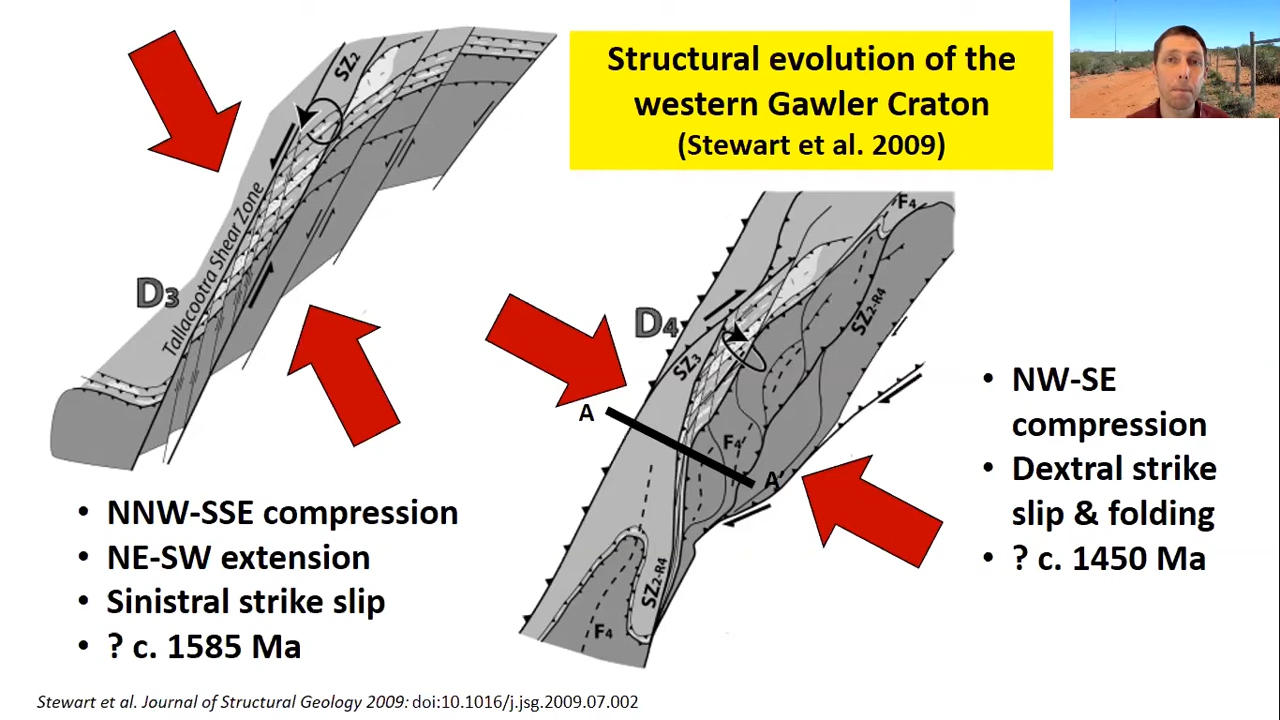 Structural evolution of the
western Gawler Craton
(Stewart et al. 2009)
SZ2
Tallacootra Shear Zone
D3
F4
D4
SZ2-R4
SZ3
A
F4
A'
SZ2-R4
F4
• NNW-SSE compression
• NE-SW extension
• Sinistral strike slip
• ? c. 1585 Ma
• NW-SE
compression
• Dextral strike
slip & folding
• ? c. 1450 Ma
Stewart et al. Journal of Structural Geology 2009: doi:10.1016/j.jsg.2009.07.002